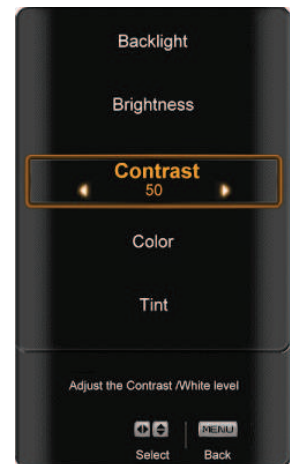 Backlight
Brightness
Contrast
50
Color
Tint
Adjust the Contrast /White level
MENU
Select Back